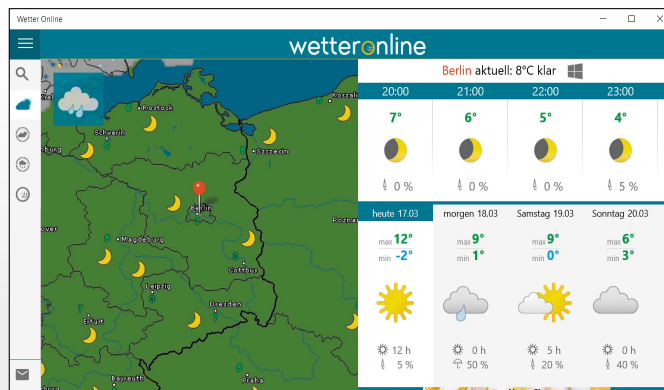 Wetter Online
wetteronline
Berlin aktuell: 8°C klar
20:00 21:00 22:00 23:00
7° 6° 5° 4°
0 % 0 % 0 % 5 %
heute 17.03 morgen 18.03 Samstag 19.03 Sonntag 20.03
max 12° max 9° max 9° max 6°
min -2° min 1° min 0° min 3°
12 h 0 h 5 h 0 h
5 % 50 % 20 % 40 %
Rostock
Schwerin
Szczecin
Berlin
Magdeburg
Cottbus
Leipzig
Dresden
Erfurt
Bayreuth
Praha